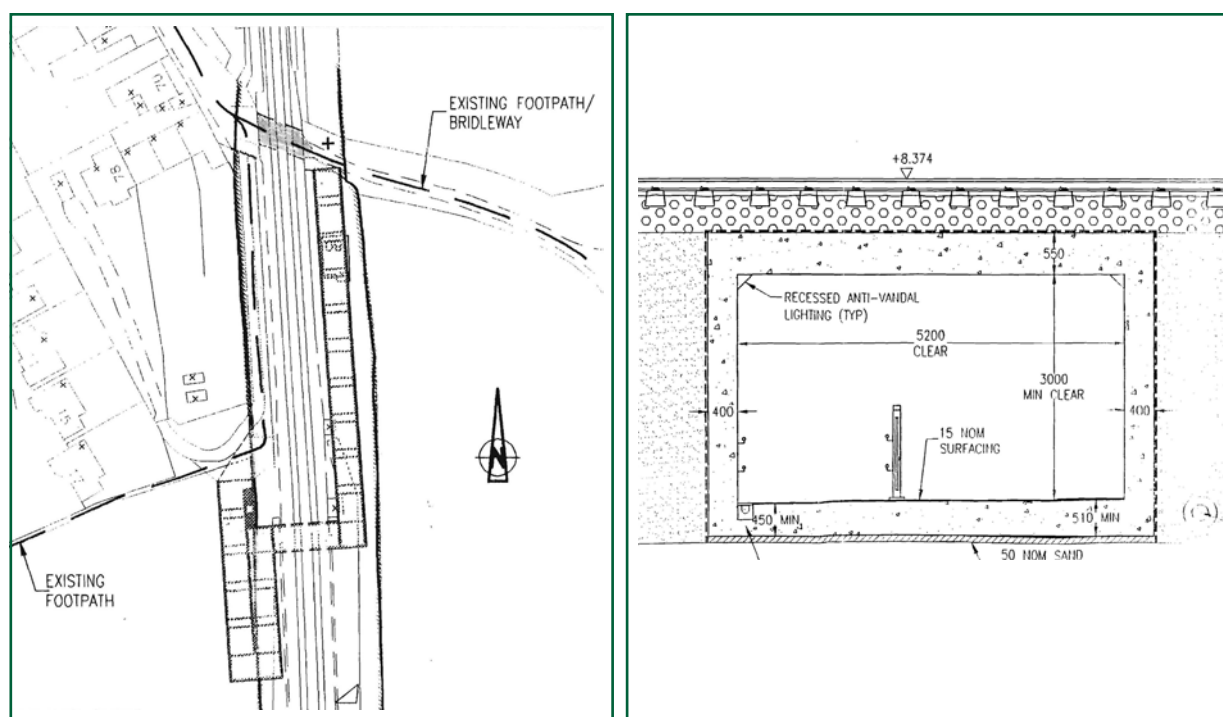 EXISTING FOOTPATH/
BRIDLEWAY
N
EXISTING
FOOTPATH
+8.374
550
RECESSED ANTI-VANDAL
LIGHTING (TYP)
5200
CLEAR
3000
MIN CLEAR
400
400
15 NOM
SURFACING
450 MIN
510 MIN
50 NOM SAND